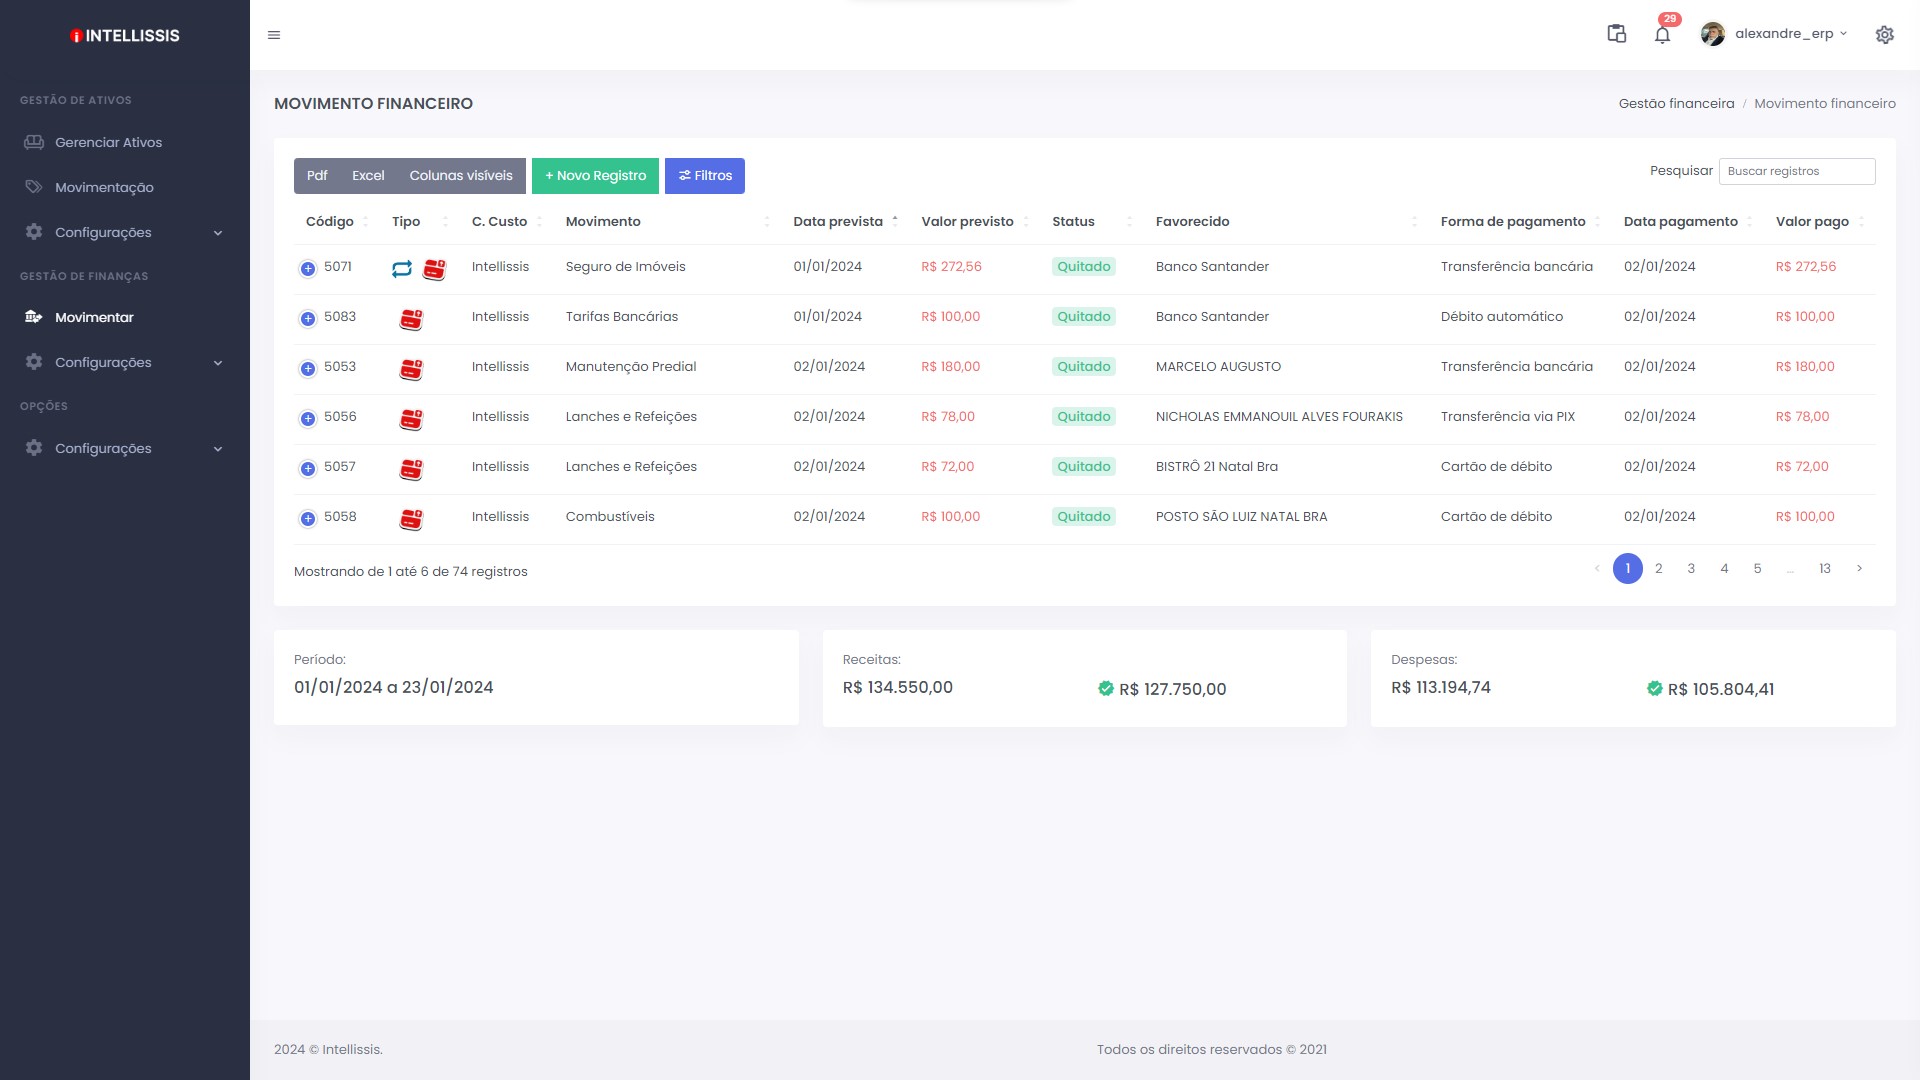 INTELLISSIS
29
alexandre_erp
GESTÃO DE ATIVOS
Gerenciar Ativos
Movimentação
Configurações
GESTÃO DE FINANÇAS
Movimentar
Configurações
OPÇÕES
Configurações
MOVIMENTO FINANCEIRO
Gestão financeira / Movimento financeiro
Pdf Excel Colunas visíveis + Novo Registro Filtros
Pesquisar Buscar registros
Código Tipo C. Custo Movimento Data prevista Valor previsto Status Favorecido Forma de pagamento Data pagamento Valor pago
5071 Intellissis Seguro de Imóveis 01/01/2024 R$ 272,56 Quitado Banco Santander Transferência bancária 02/01/2024 R$ 272,56
5083 Intellissis Tarifas Bancárias 01/01/2024 R$ 100,00 Quitado Banco Santander Débito automático 02/01/2024 R$ 100,00
5053 Intellissis Manutenção Predial 02/01/2024 R$ 180,00 Quitado MARCELO AUGUSTO Transferência bancária 02/01/2024 R$ 180,00
5056 Intellissis Lanches e Refeições 02/01/2024 R$ 78,00 Quitado NICHOLAS EMMANOUIL ALVES FOURAKIS Transferência via PIX 02/01/2024 R$ 78,00
5057 Intellissis Lanches e Refeições 02/01/2024 R$ 72,00 Quitado BISTRÔ 21 Natal Bra Cartão de débito 02/01/2024 R$ 72,00
5058 Intellissis Combustíveis 02/01/2024 R$ 100,00 Quitado POSTO SÃO LUIZ NATAL BRA Cartão de débito 02/01/2024 R$ 100,00
Mostrando de 1 até 6 de 74 registros
‹ 1 2 3 4 5 … 13 ›
Período:
01/01/2024 a 23/01/2024
Receitas:
R$ 134.550,00 R$ 127.750,00
Despesas:
R$ 113.194,74 R$ 105.804,41
2024 © Intellissis.
Todos os direitos reservados © 2021